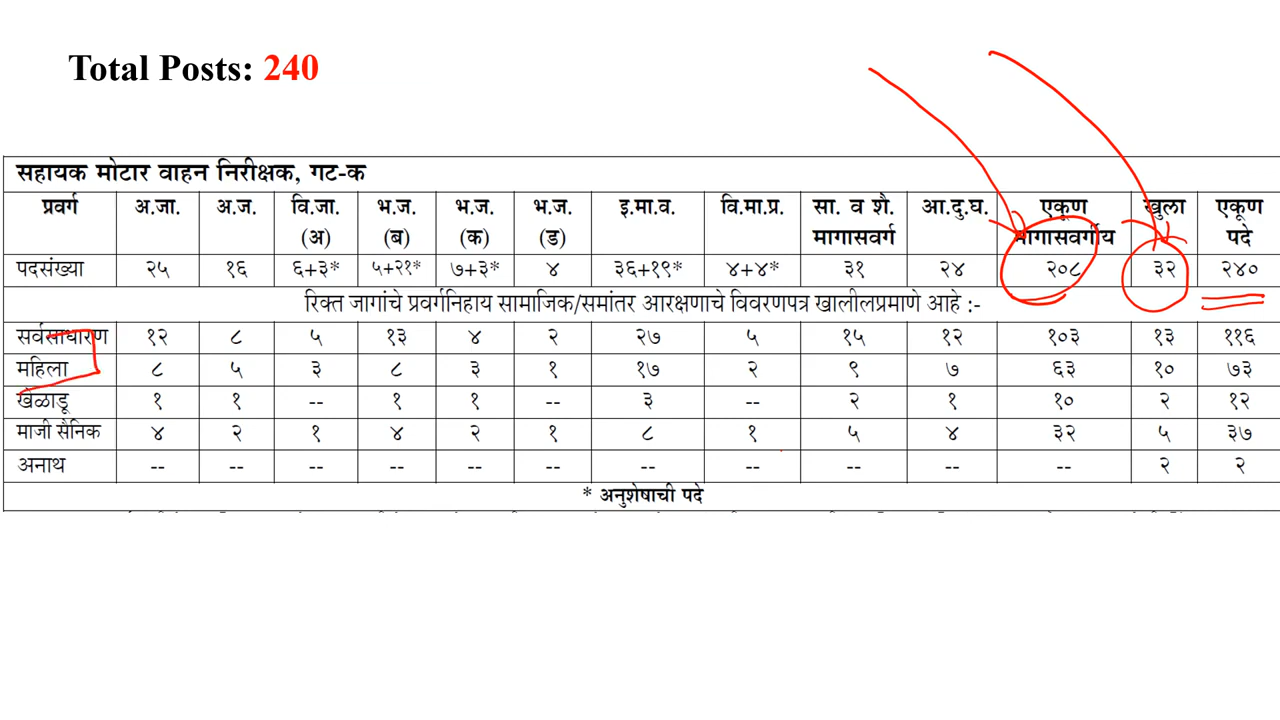 Total Posts: 240
सहायक मोटार वाहन निरीक्षक, गट-क
प्रवर्ग अ.जा. अ.ज. वि.जा. (अ) भ.ज. (ब) भ.ज. (क) भ.ज. (ड) इ.मा.व. वि.मा.प्र. सा. व शै. मागासवर्ग आ.दु.घ. एकूण मागासवर्गीय खुला एकूण पदे
पदसंख्या २५ १६ ६+३* ५+२१* ७+३* ४ ३६+१९* ४+४* ३१ २४ २०८ ३२ २४०
रिक्त जागांचे प्रवर्गनिहाय सामाजिक/समांतर आरक्षणाचे विवरणपत्र खालीलप्रमाणे आहे :-
सर्वसाधारण १२ ८ ५ १३ ४ २ २७ ५ १५ १२ १०३ १३ ११६
महिला ८ ५ ३ ८ ३ १ १७ २ ९ ७ ६३ १० ७३
खेळाडू १ १ -- १ १ -- ३ -- २ १ १० २ १२
माजी सैनिक ४ २ १ ४ २ १ ८ १ ५ ४ ३२ ५ ३७
अनाथ -- -- -- -- -- -- -- -- -- -- -- २ २
* अनुशेषाची पदे